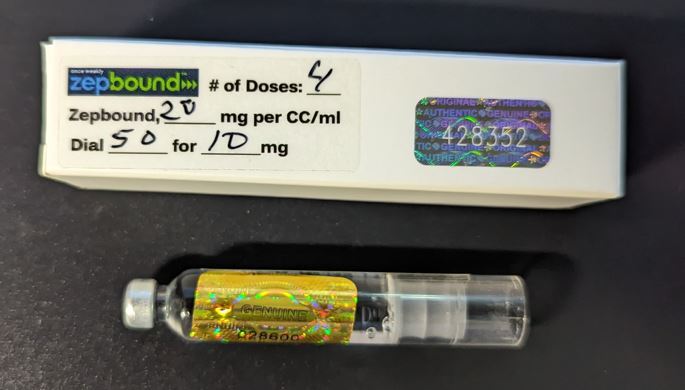 once weekly
zepbound # of Doses: 4
Zepbound, 20 mg per CC/ml
Dial 50 for 10 mg
428352
GENUINE
028600